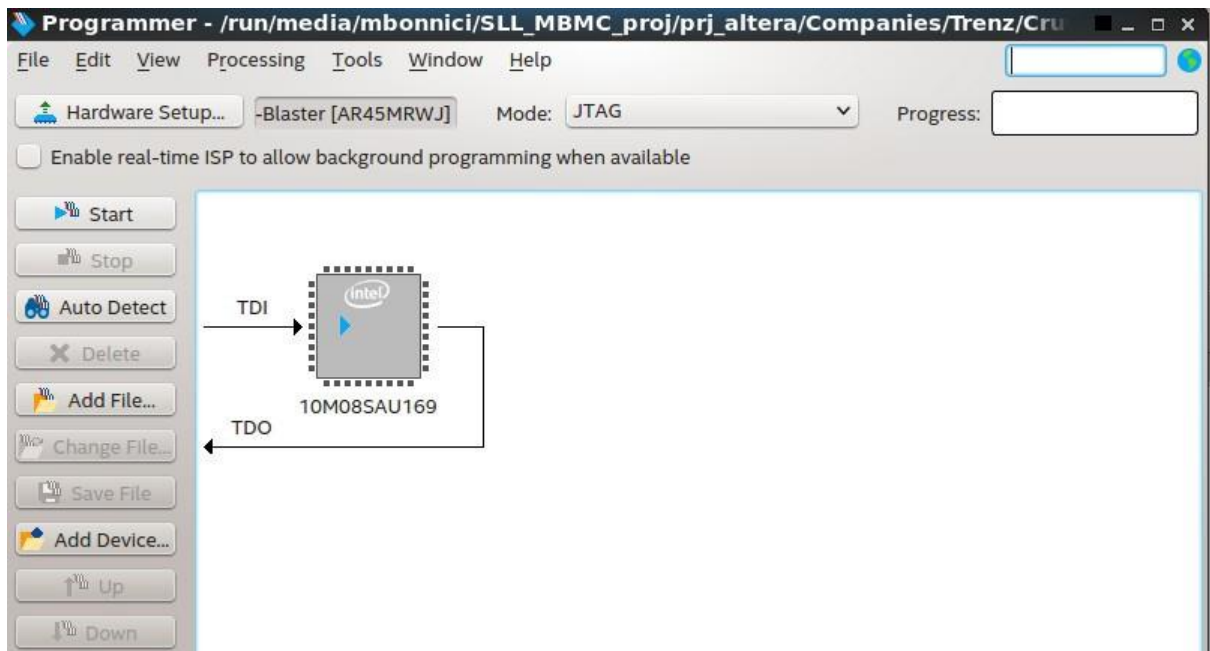 Programmer - /run/media/mbonnici/SLL_MBMC_proj/prj_altera/Companies/Trenz/Cru
File Edit View Processing Tools Window Help
Hardware Setup... -Blaster [AR45MRWJ] Mode: JTAG Progress:
Enable real-time ISP to allow background programming when available
Start
Stop
Auto Detect
Delete
Add File...
Change File...
Save File
Add Device...
Up
Down
TDI
intel
10M08SAU169
TDO